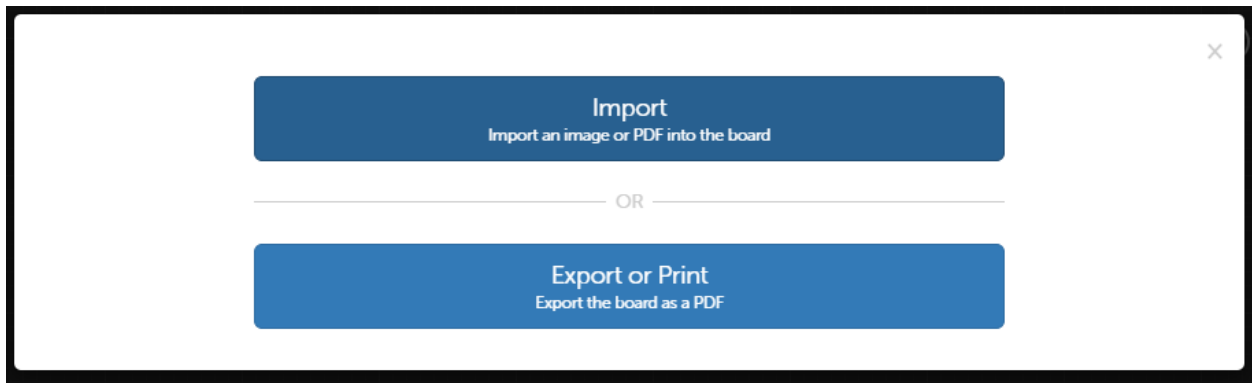 ×
Import
Import an image or PDF into the board
OR
Export or Print
Export the board as a PDF